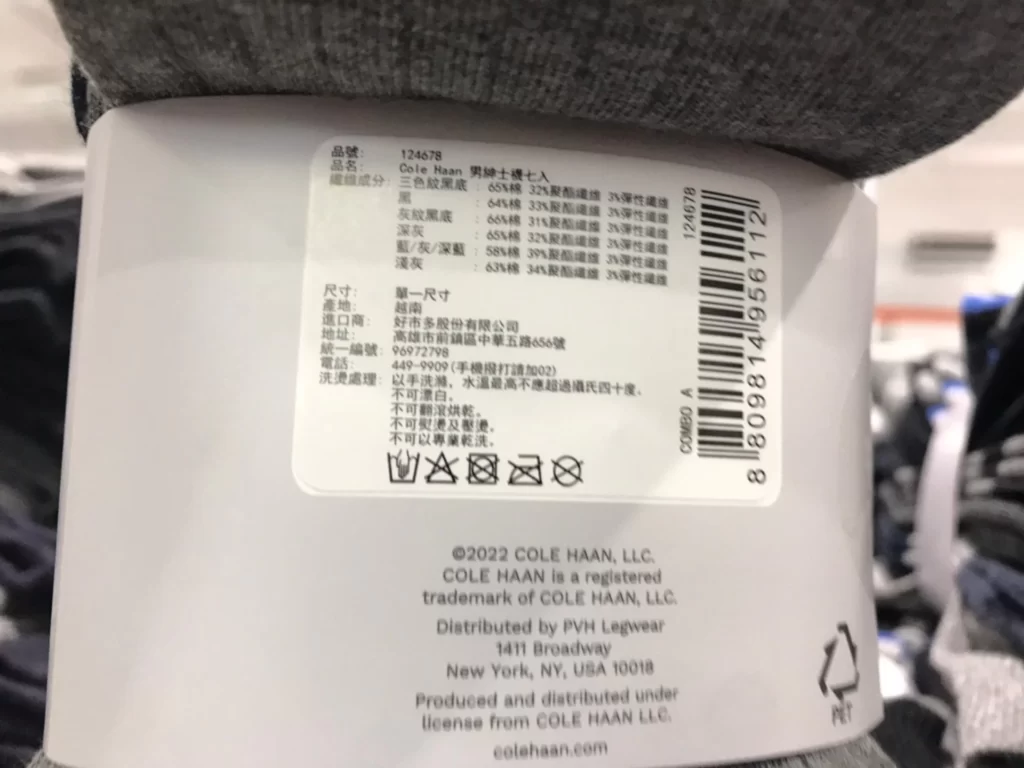 品號: 124678
品名: Cole Haan 男紳士襪七入
纖維成分: 三色紋黑底 : 65%棉 32%聚酯纖維 3%彈性纖維
黑 : 64%棉 33%聚酯纖維 3%彈性纖維
灰紋黑底 : 66%棉 31%聚酯纖維 3%彈性纖維
深灰 : 65%棉 32%聚酯纖維 3%彈性纖維
藍/灰/深藍 : 58%棉 39%聚酯纖維 3%彈性纖維
淺灰 : 63%棉 34%聚酯纖維 3%彈性纖維
尺寸: 單一尺寸
產地: 越南
進口商: 好市多股份有限公司
地址: 高雄市前鎮區中華五路656號
統一編號: 96972798
電話: 449-9909(手機撥打請加02)
洗燙處理: 以手洗滌, 水溫最高不應超過攝氏四十度.
不可漂白。
不可翻滾烘乾。
不可熨燙及壓燙。
不可以專業乾洗。
COMBO A 124678
8 809814 956112
©2022 COLE HAAN, LLC.
COLE HAAN is a registered
trademark of COLE HAAN, LLC.
Distributed by PVH Legwear
1411 Broadway
New York, NY, USA 10018
Produced and distributed under
license from COLE HAAN LLC.
colehaan.com
PET